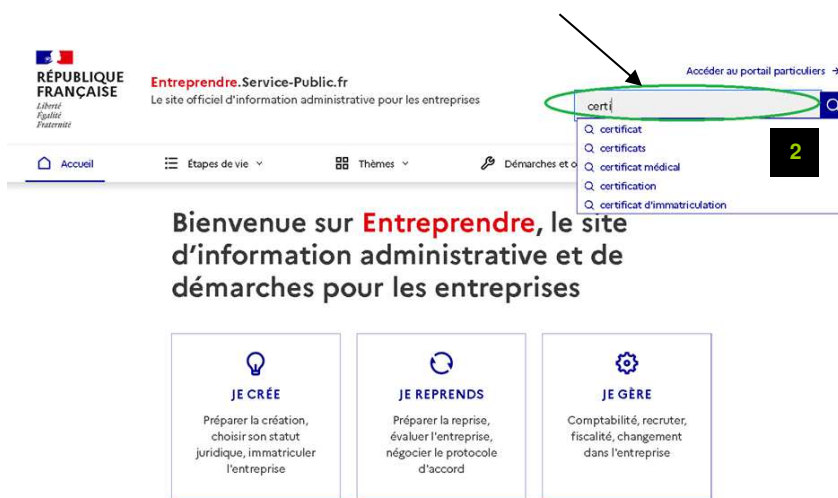 RÉPUBLIQUE
FRANÇAISE
Liberté
Égalité
Fraternité
Entreprendre.Service-Public.fr
Le site officiel d'information administrative pour les entreprises
Accéder au portail particuliers →
certi
certificat
certificats
certificat médical
certification
certificat d'immatriculation
2
Accueil
Étapes de vie
Thèmes
Démarches et o
Bienvenue sur Entreprendre, le site
d'information administrative et de
démarches pour les entreprises
JE CRÉE
Préparer la création,
choisir son statut
juridique, immatriculer
l'entreprise
JE REPRENDS
Préparer la reprise,
évaluer l'entreprise,
négocier le protocole
d'accord
JE GÈRE
Comptabilité, recruter,
fiscalité, changement
dans l'entreprise